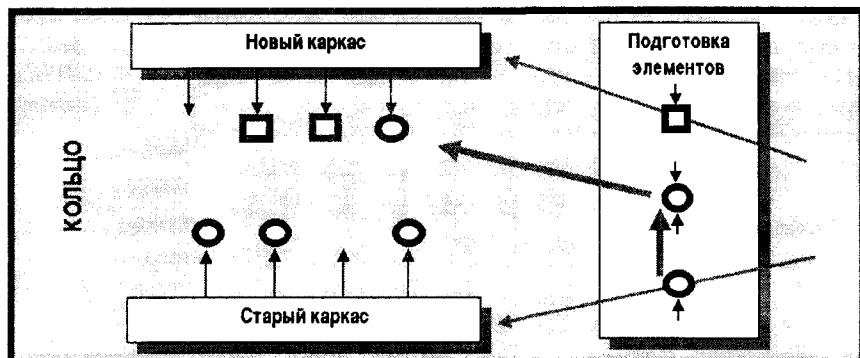 Новый каркас
Подготовка
элементов
КОЛЬЦО
Старый каркас